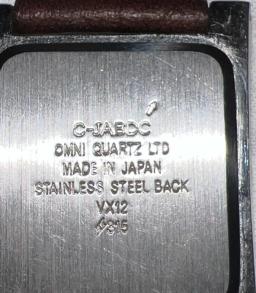 OMNI QUARTZ LTD
MADE IN JAPAN
STAINLESS STEEL BACK
VX12